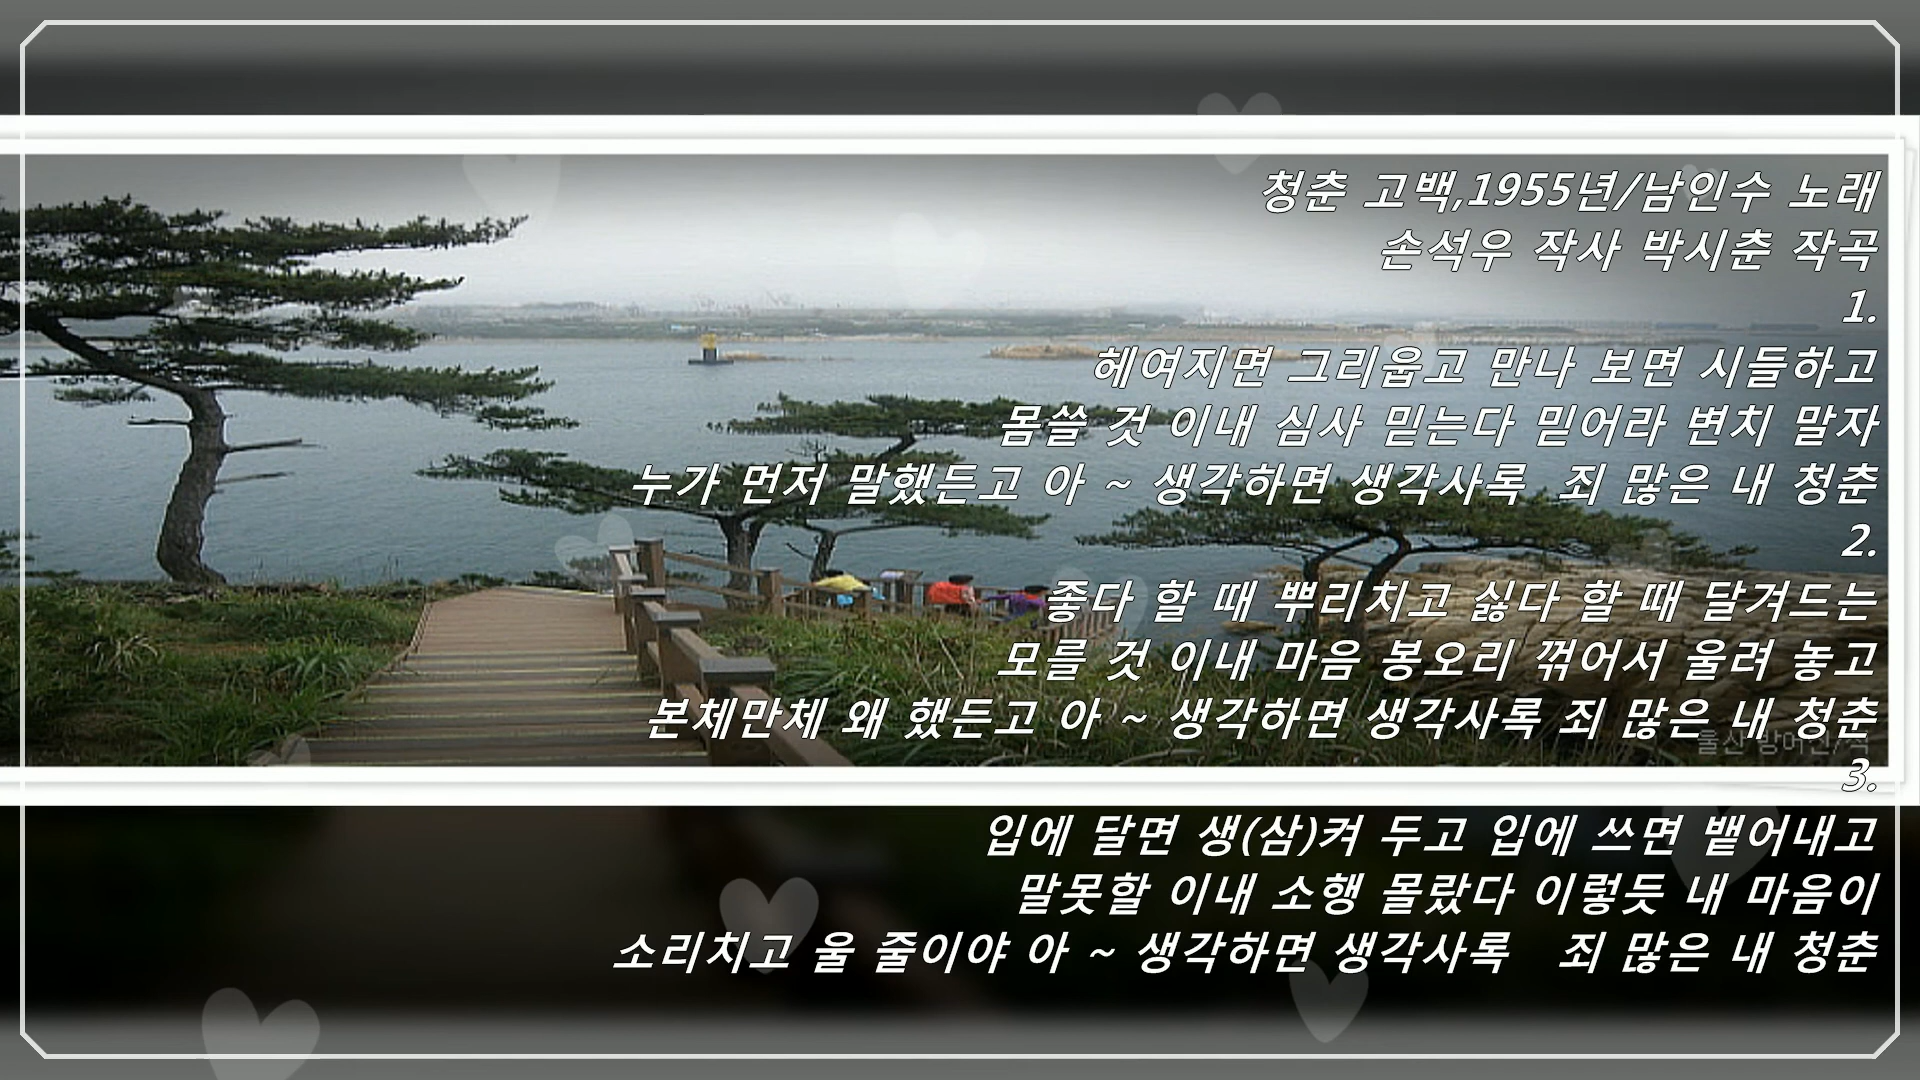 청춘 고백,1955년/남인수 노래
손석우 작사 박시춘 작곡
1.
헤여지면 그리웁고 만나 보면 시들하고
몸쓸 것 이내 심사 믿는다 믿어라 변치 말자
누가 먼저 말했든고 아 ~ 생각하면 생각사록 죄 많은 내 청춘
2.
좋다 할 때 뿌리치고 싫다 할 때 달겨드는
모를 것 이내 마음 봉오리 꺾어서 울려 놓고
본체만체 왜 했든고 아 ~ 생각하면 생각사록 죄 많은 내 청춘
울산 방어진/석
3.
입에 달면 생(삼)켜 두고 입에 쓰면 뱉어내고
말못할 이내 소행 몰랐다 이렇듯 내 마음이
소리치고 울 줄이야 아 ~ 생각하면 생각사록 죄 많은 내 청춘